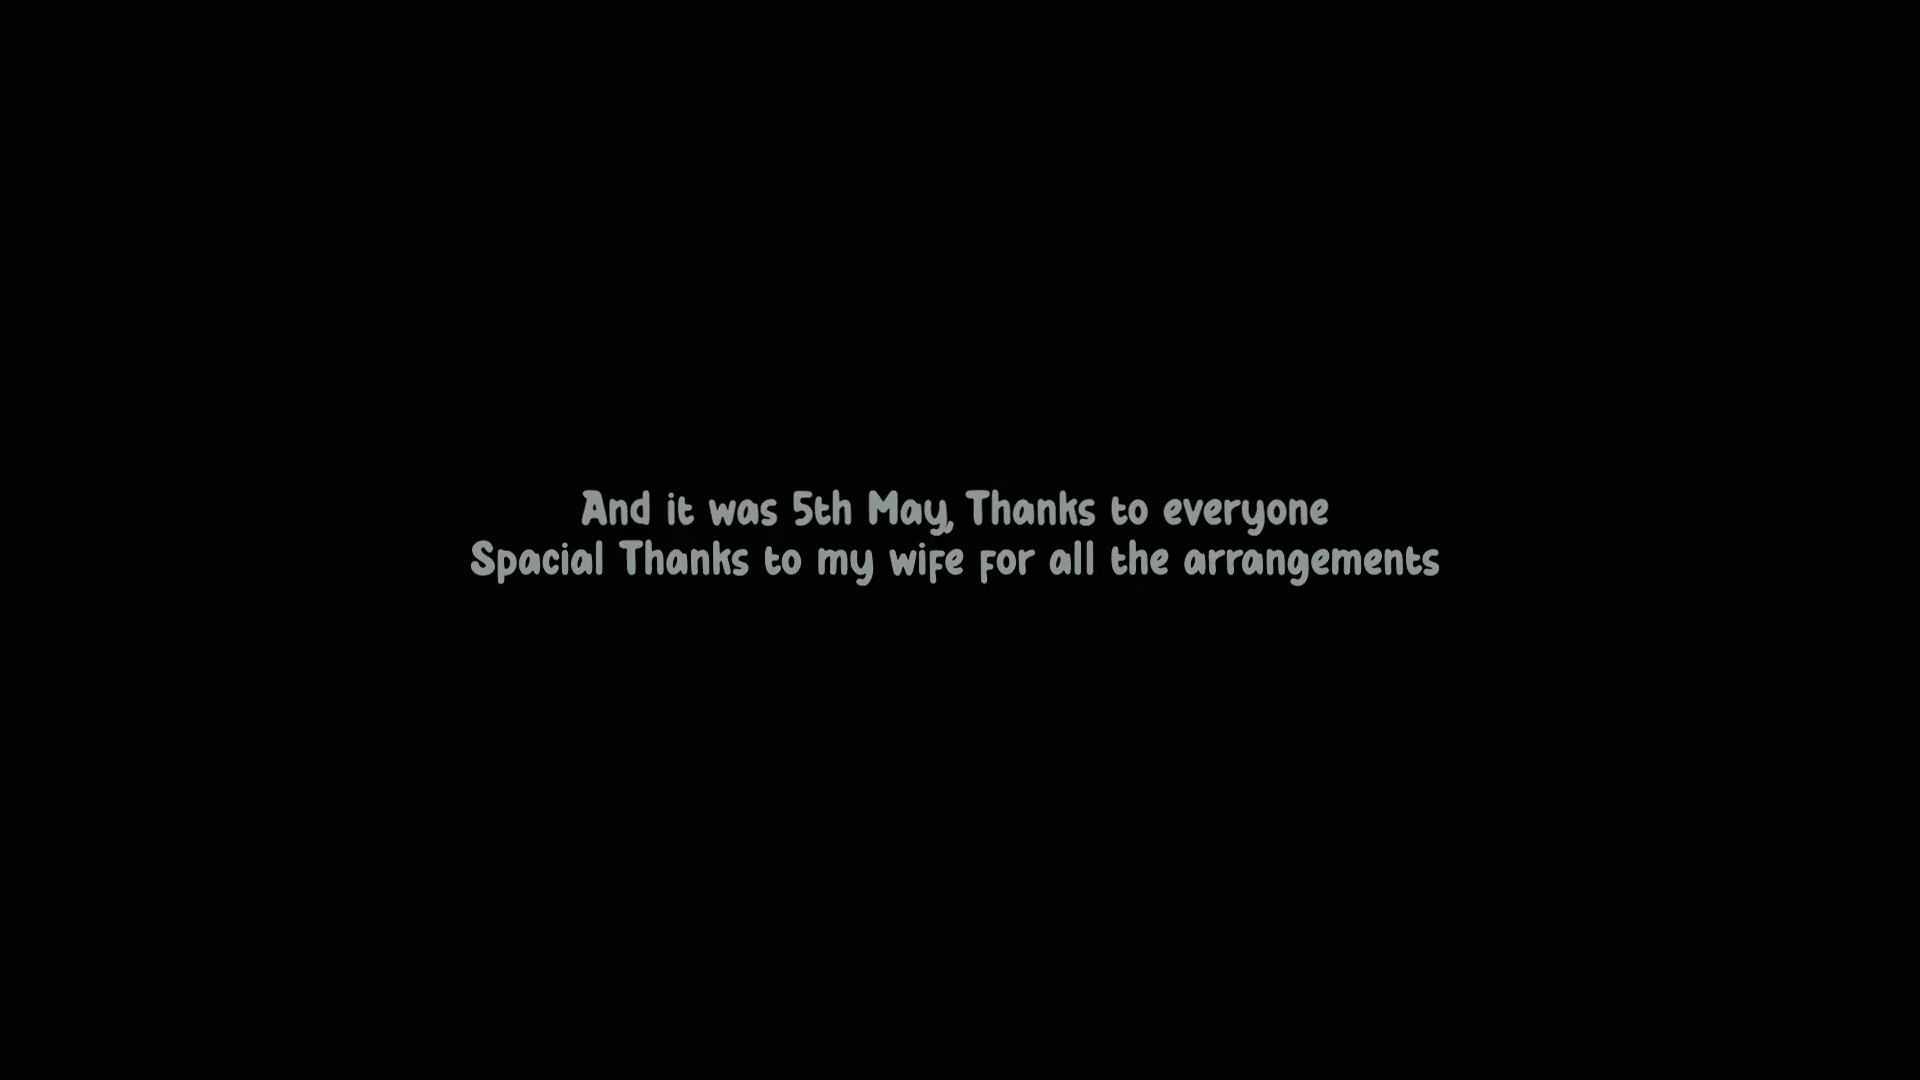 And it was 5th May, Thanks to everyone
Spacial Thanks to my wife for all the arrangements